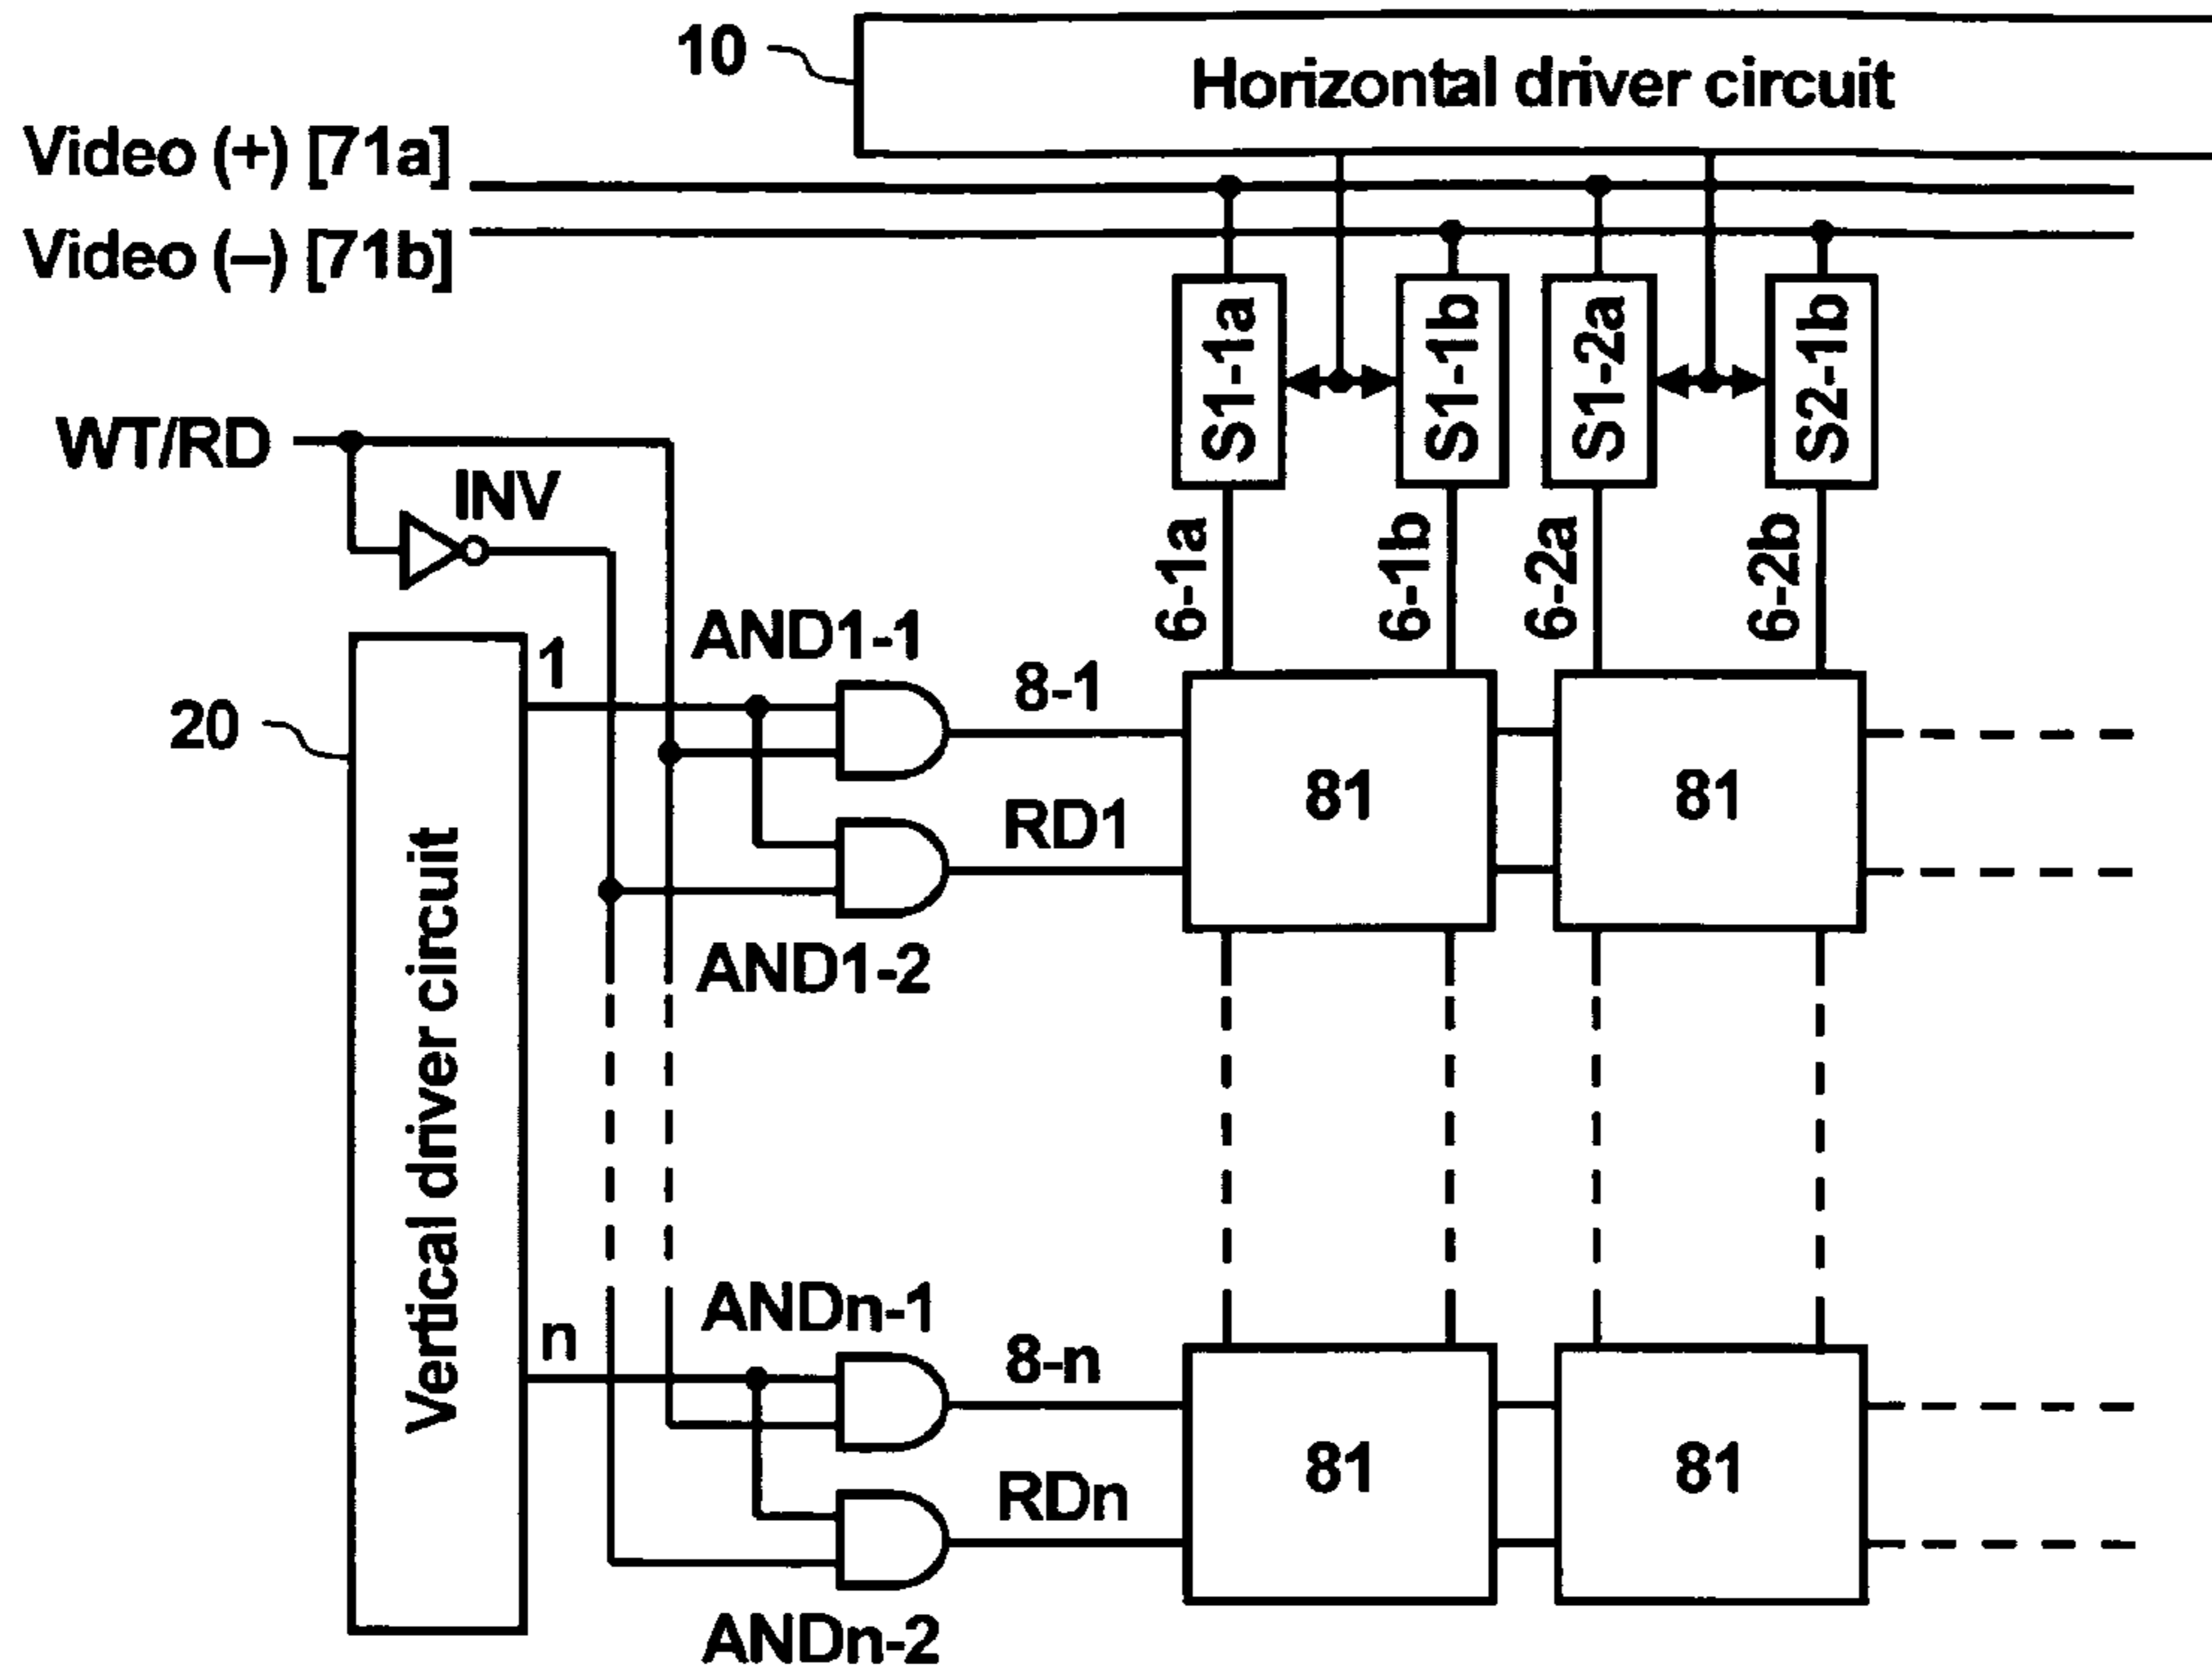 10
Horizontal driver circuit
Video (+) [71a]
Video (–) [71b]
S1-1a
S1-1b
S1-2a
S2-1b
WT/RD
INV
6-1a
6-1b
6-2a
6-2b
20
Vertical driver circuit
1
AND1-1
8-1
81
81
RD1
AND1-2
n
ANDn-1
8-n
81
81
RDn
ANDn-2